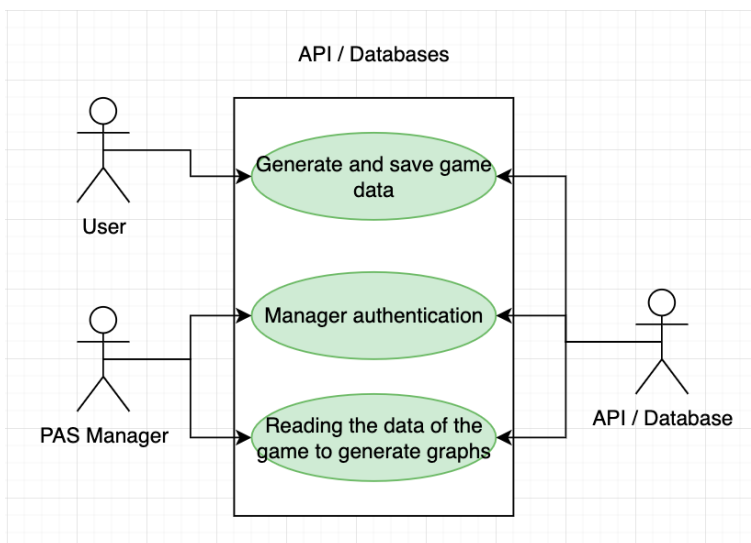 API / Databases
Generate and save game
data
User
Manager authentication
PAS Manager
Reading the data of the
game to generate graphs
API / Database